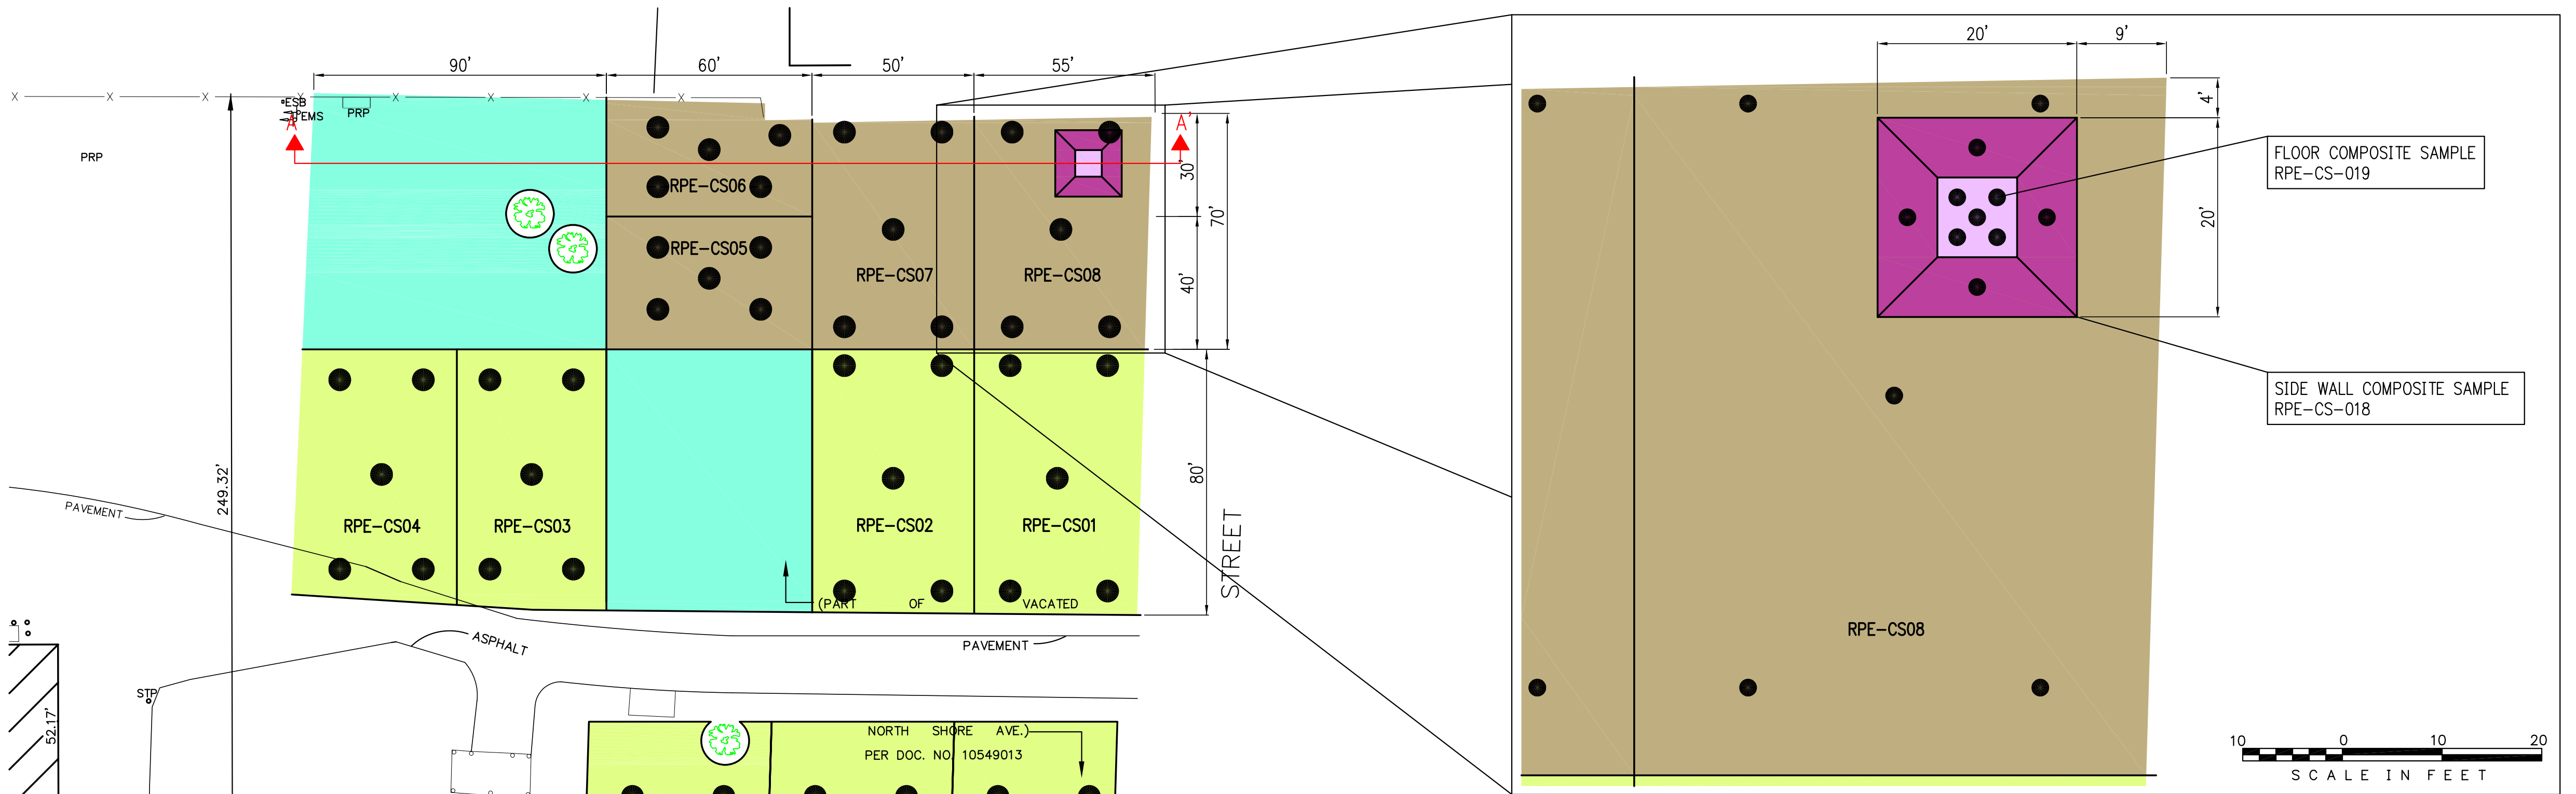 90'
60'
50'
55'
20'
9'
ESB
EMS
PRP
PRP
A
A'
4'
RPE-CS06
30'
70'
RPE-CS05
RPE-CS07
RPE-CS08
40'
20'
FLOOR COMPOSITE SAMPLE
RPE-CS-019
SIDE WALL COMPOSITE SAMPLE
RPE-CS-018
249.32'
80'
PAVEMENT
RPE-CS04
RPE-CS03
RPE-CS02
RPE-CS01
STREET
(PART OF VACATED
ASPHALT
PAVEMENT
RPE-CS08
STP
52.17'
NORTH SHORE AVE.)
PER DOC. NO. 10549013
10 0 10 20
SCALE IN FEET